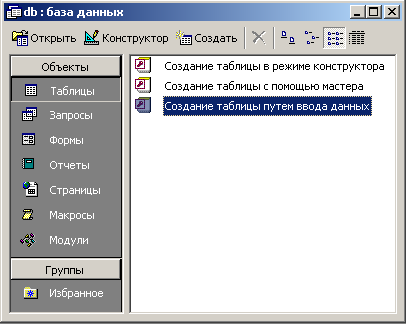 db : база данных
Открыть Конструктор Создать
Объекты
Таблицы
Запросы
Формы
Отчеты
Страницы
Макросы
Модули
Группы
Избранное
Создание таблицы в режиме конструктора
Создание таблицы с помощью мастера
Создание таблицы путем ввода данных